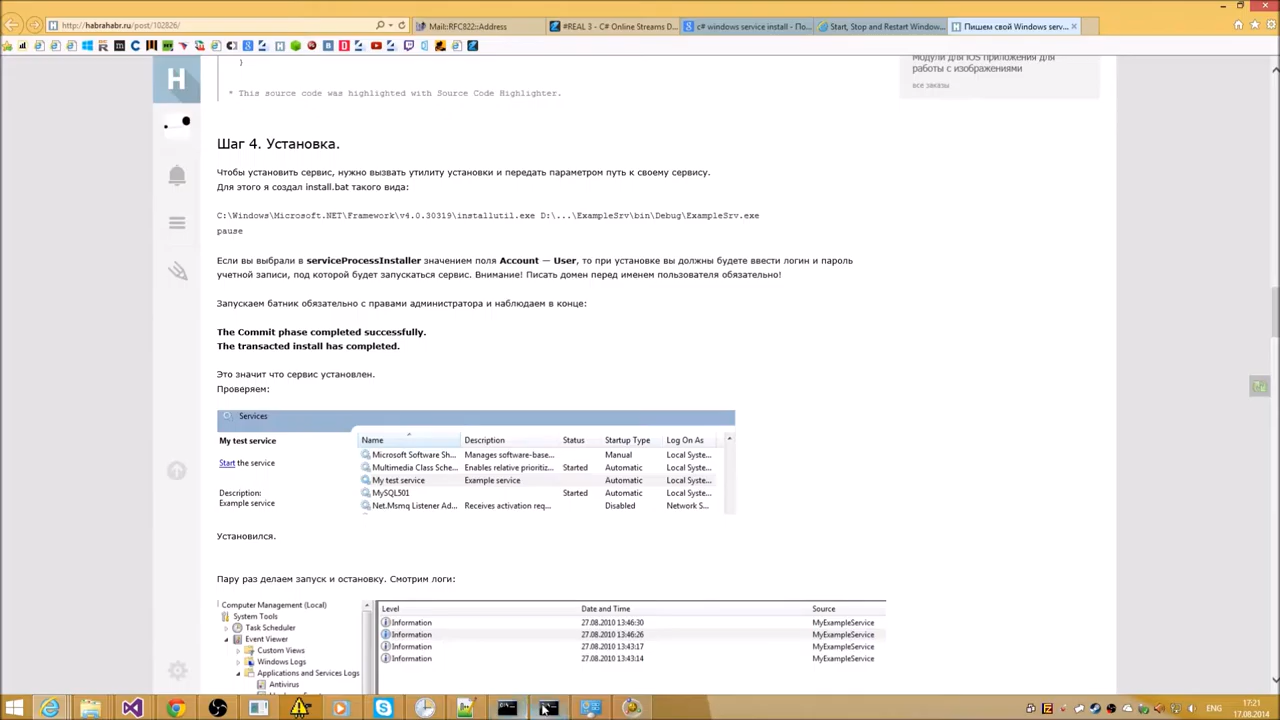 http://habrahabr.ru/post/102826/
Mail::RFC822::Address
#REAL 3 - C# Online Streams D...
c# windows service install - По...
Start, Stop and Restart Window...
Пишем свой Windows serv...
}
* This source code was highlighted with Source Code Highlighter.
Модули для iOS приложения для
работы с изображениями
все заказы
H
Шаг 4. Установка.
Чтобы установить сервис, нужно вызвать утилиту установки и передать параметром путь к своему сервису.
Для этого я создал install.bat такого вида:
C:\Windows\Microsoft.NET\Framework\v4.0.30319\installutil.exe D:\...\ExampleSrv\bin\Debug\ExampleSrv.exe
pause
Если вы выбрали в serviceProcessInstaller значением поля Account — User, то при установке вы должны будете ввести логин и пароль
учетной записи, под которой будет запускаться сервис. Внимание! Писать домен перед именем пользователя обязательно!
Запускаем батник обязательно с правами администратора и наблюдаем в конце:
The Commit phase completed successfully.
The transacted install has completed.
Это значит что сервис установлен.
Проверяем:
Services
My test service
Start the service
Description:
Example service
Name Description Status Startup Type Log On As
Microsoft Software Sh... Manages software-base... Manual Local Syste...
Multimedia Class Sche... Enables relative prioritiz... Started Automatic Local Syste...
My test service Example service Automatic Local Syste...
MySQL501 Started Automatic Local Syste...
Net.Msmq Listener Ad... Receives activation req... Disabled Network S...
Установился.
Пару раз делаем запуск и остановку. Смотрим логи:
Computer Management (Local)
System Tools
Task Scheduler
Event Viewer
Custom Views
Windows Logs
Applications and Services Logs
Antivirus
Level Date and Time Source
Information 27.08.2010 13:46:30 MyExampleService
Information 27.08.2010 13:46:26 MyExampleService
Information 27.08.2010 13:43:17 MyExampleService
Information 27.08.2010 13:43:14 MyExampleService
ENG
17:21
17.08.2014